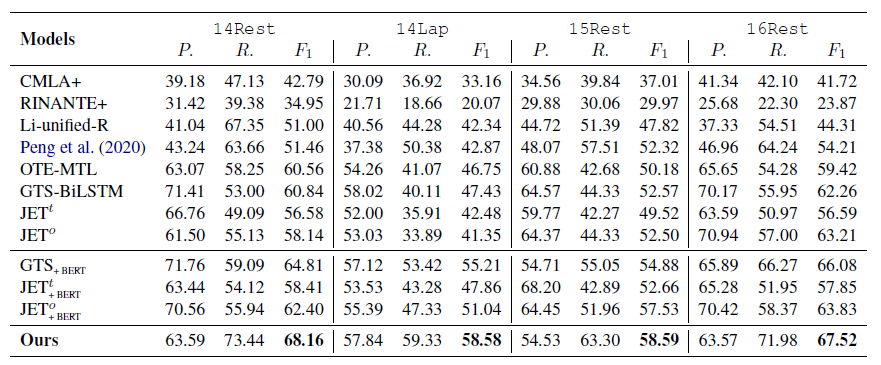 Models 14Rest 14Lap 15Rest 16Rest
P. R. F1 P. R. F1 P. R. F1 P. R. F1
CMLA+ 39.18 47.13 42.79 30.09 36.92 33.16 34.56 39.84 37.01 41.34 42.10 41.72
RINANTE+ 31.42 39.38 34.95 21.71 18.66 20.07 29.88 30.06 29.97 25.68 22.30 23.87
Li-unified-R 41.04 67.35 51.00 40.56 44.28 42.34 44.72 51.39 47.82 37.33 54.51 44.31
Peng et al. (2020) 43.24 63.66 51.46 37.38 50.38 42.87 48.07 57.51 52.32 46.96 64.24 54.21
OTE-MTL 63.07 58.25 60.56 54.26 41.07 46.75 60.88 42.68 50.18 65.65 54.28 59.42
GTS-BiLSTM 71.41 53.00 60.84 58.02 40.11 47.43 64.57 44.33 52.57 70.17 55.95 62.26
JETᵗ 66.76 49.09 56.58 52.00 35.91 42.48 59.77 42.27 49.52 63.59 50.97 56.59
JETᵒ 61.50 55.13 58.14 53.03 33.89 41.35 64.37 44.33 52.50 70.94 57.00 63.21
GTS+ BERT 71.76 59.09 64.81 57.12 53.42 55.21 54.71 55.05 54.88 65.89 66.27 66.08
JETᵗ+ BERT 63.44 54.12 58.41 53.53 43.28 47.86 68.20 42.89 52.66 65.28 51.95 57.85
JETᵒ+ BERT 70.56 55.94 62.40 55.39 47.33 51.04 64.45 51.96 57.53 70.42 58.37 63.83
Ours 63.59 73.44 68.16 57.84 59.33 58.58 54.53 63.30 58.59 63.57 71.98 67.52